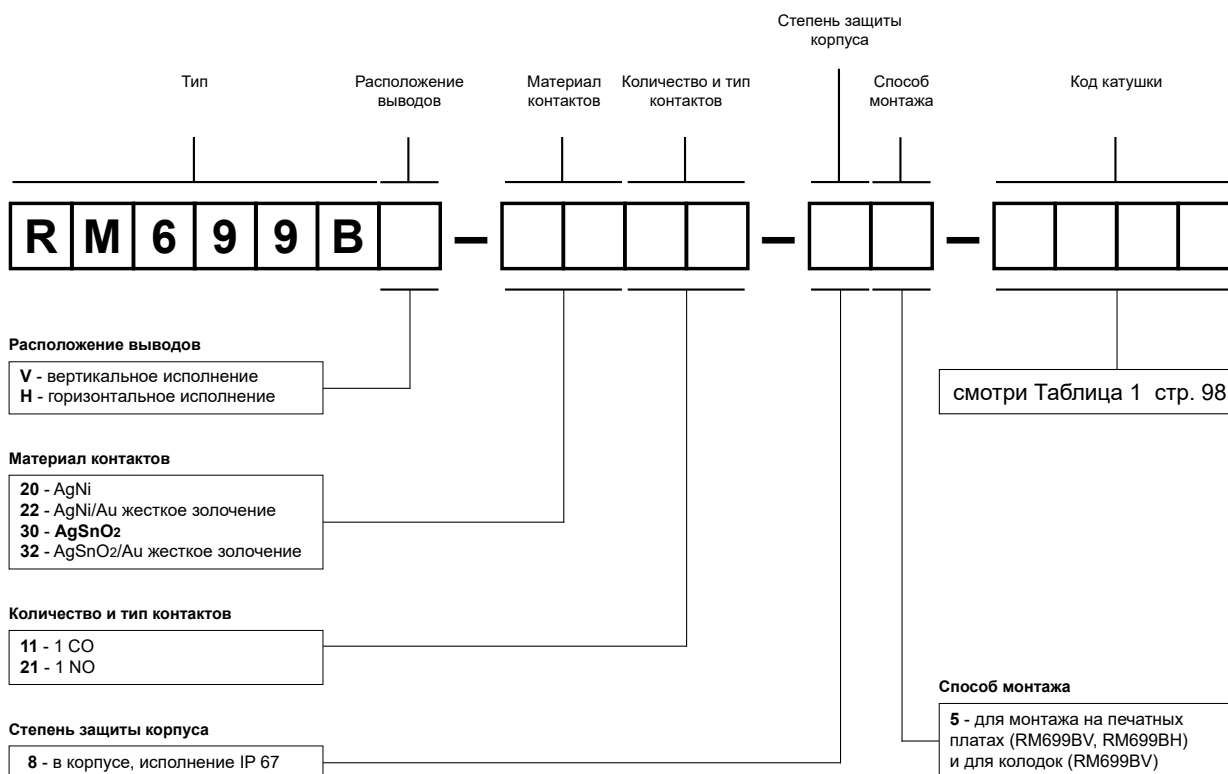 Степень защиты
корпуса
Тип
Расположение
выводов
Материал
контактов
Количество и тип
контактов
Способ
монтажа
Код катушки
RM699B - -  -
Расположение выводов
V - вертикальное исполнение
H - горизонтальное исполнение
смотри Таблица 1 стр. 98
Материал контактов
20 - AgNi
22 - AgNi/Au жесткое золочение
30 - AgSnO2
32 - AgSnO2/Au жесткое золочение
Количество и тип контактов
11 - 1 CO
21 - 1 NO
Способ монтажа
5 - для монтажа на печатных
платах (RM699BV, RM699BH)
и для колодок (RM699BV)
Степень защиты корпуса
8 - в корпусе, исполнение IP 67